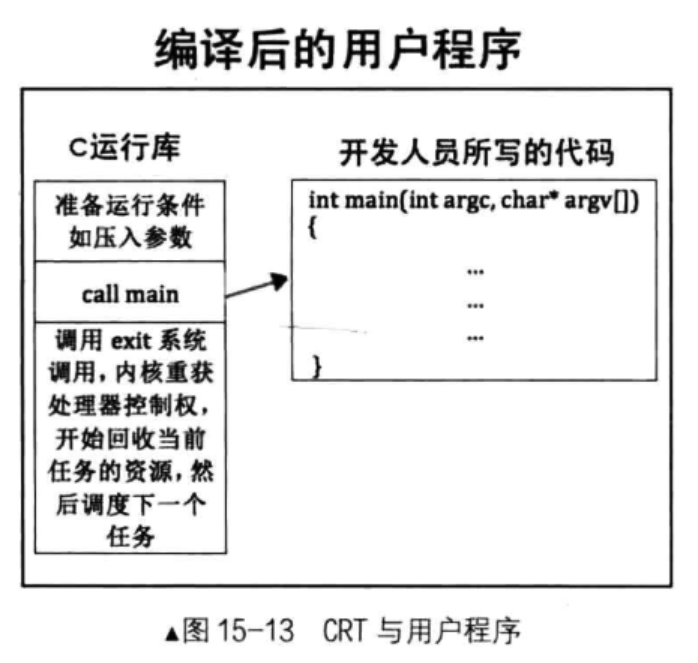 编译后的用户程序
C运行库
准备运行条件
如压入参数
call main
调用 exit 系统
调用，内核重获
处理器控制权，
开始回收当前
任务的资源，然
后调度下一个
任务
开发人员所写的代码
int main(int argc, char* argv[])
{
...
...
...
}
▲图 15-13 CRT 与用户程序